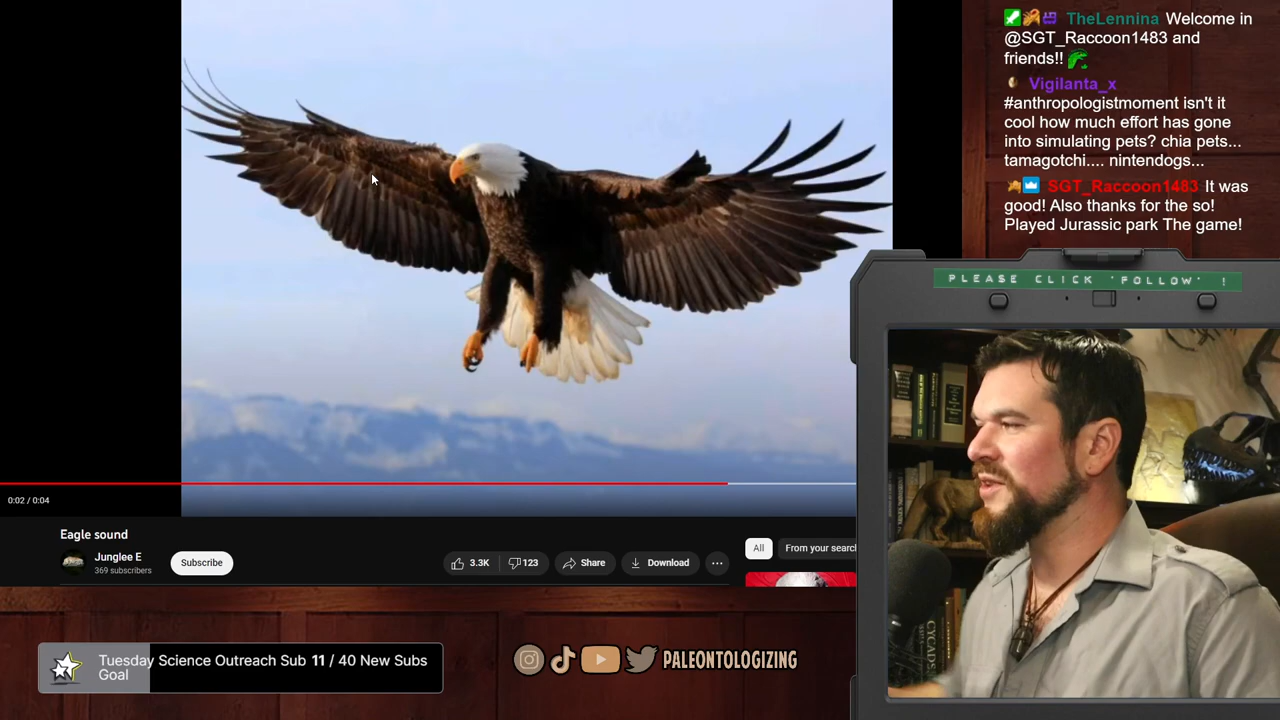 TheLennina Welcome in
@SGT_Raccoon1483 and
friends!!
Vigilanta_x
#anthropologistmoment isn't it
cool how much effort has gone
into simulating pets? chia pets...
tamagotchi.... nintendogs...
SGT_Raccoon1483 It was
good! Also thanks for the so!
Played Jurassic park The game!
PLEASE CLICK 'FOLLOW' !
0:02 / 0:04
Eagle sound
Junglee E
369 subscribers
Subscribe
3.3K
123
Share
Download
All
From your search
CYCADS
Tuesday Science Outreach Sub
Goal
11 / 40 New Subs
PALEONTOLOGIZING